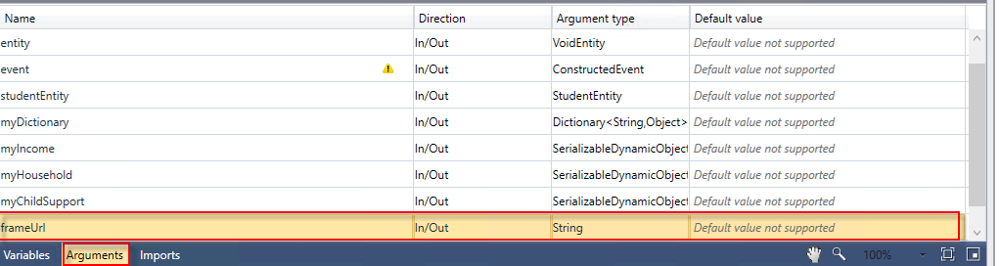 Name Direction Argument type Default value
entity In/Out VoidEntity Default value not supported
event In/Out ConstructedEvent Default value not supported
studentEntity In/Out StudentEntity Default value not supported
myDictionary In/Out Dictionary<String,Object> Default value not supported
myIncome In/Out SerializableDynamicObject Default value not supported
myHousehold In/Out SerializableDynamicObject Default value not supported
myChildSupport In/Out SerializableDynamicObject Default value not supported
frameUrl In/Out String Default value not supported
Variables Arguments Imports 100%